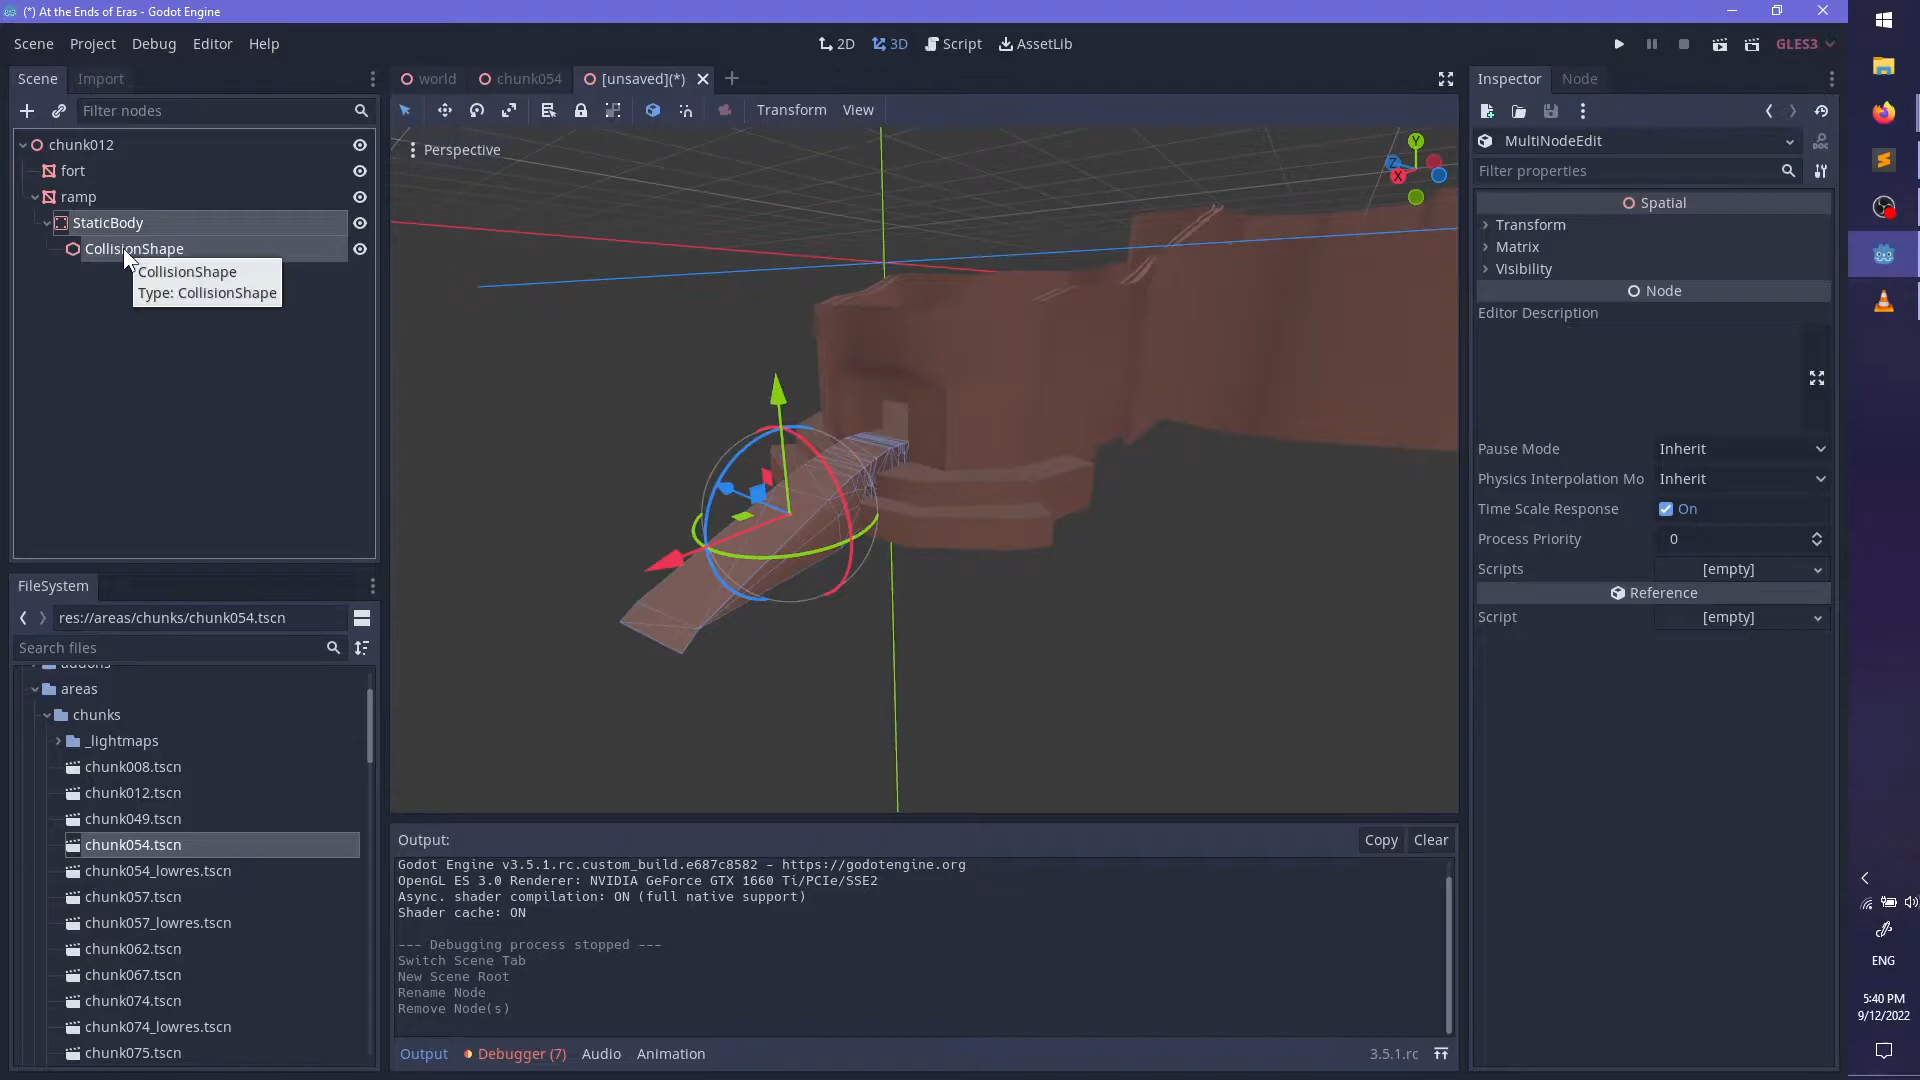 (*) At the Ends of Eras - Godot Engine
Scene Project Debug Editor Help
2D 3D Script AssetLib
GLES3
Scene Import
world chunk054 [unsaved](*)
Inspector Node
Filter nodes
Transform View
MultiNodeEdit
Filter properties
chunk012
fort
ramp
StaticBody
CollisionShape
CollisionShape
Type: CollisionShape
Perspective
Y
Z
X
Spatial
Transform
Matrix
Visibility
Node
Editor Description
Pause Mode Inherit
Physics Interpolation Mo Inherit
Time Scale Response On
Process Priority 0
Scripts [empty]
Reference
Script [empty]
FileSystem
res://areas/chunks/chunk054.tscn
Search files
addons
areas
chunks
_lightmaps
chunk008.tscn
chunk012.tscn
chunk049.tscn
chunk054.tscn
chunk054_lowres.tscn
chunk057.tscn
chunk057_lowres.tscn
chunk062.tscn
chunk067.tscn
chunk074.tscn
chunk074_lowres.tscn
chunk075.tscn
Output: Copy Clear
Godot Engine v3.5.1.rc.custom_build.e687c8582 - https://godotengine.org
OpenGL ES 3.0 Renderer: NVIDIA GeForce GTX 1660 Ti/PCIe/SSE2
Async. shader compilation: ON (full native support)
Shader cache: ON
--- Debugging process stopped ---
Switch Scene Tab
New Scene Root
Rename Node
Remove Node(s)
Output Debugger (7) Audio Animation 3.5.1.rc
ENG
5:40 PM
9/12/2022